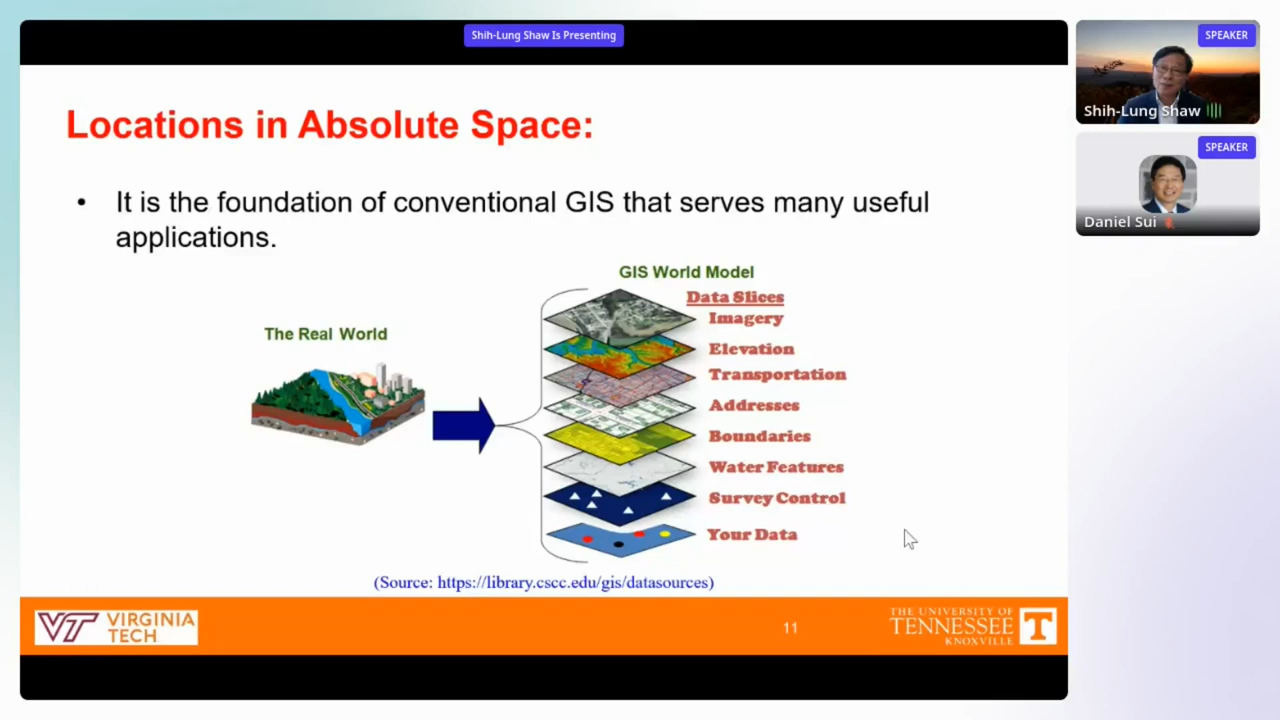 Shih-Lung Shaw Is Presenting
SPEAKER
Shih-Lung Shaw
SPEAKER
Daniel Sui
Locations in Absolute Space:
• It is the foundation of conventional GIS that serves many useful
applications.
GIS World Model
The Real World
Data Slices
Imagery
Elevation
Transportation
Addresses
Boundaries
Water Features
Survey Control
Your Data
(Source: https://library.cscc.edu/gis/datasources)
VT VIRGINIA
TECH
11
THE UNIVERSITY OF
TENNESSEE
KNOXVILLE
T